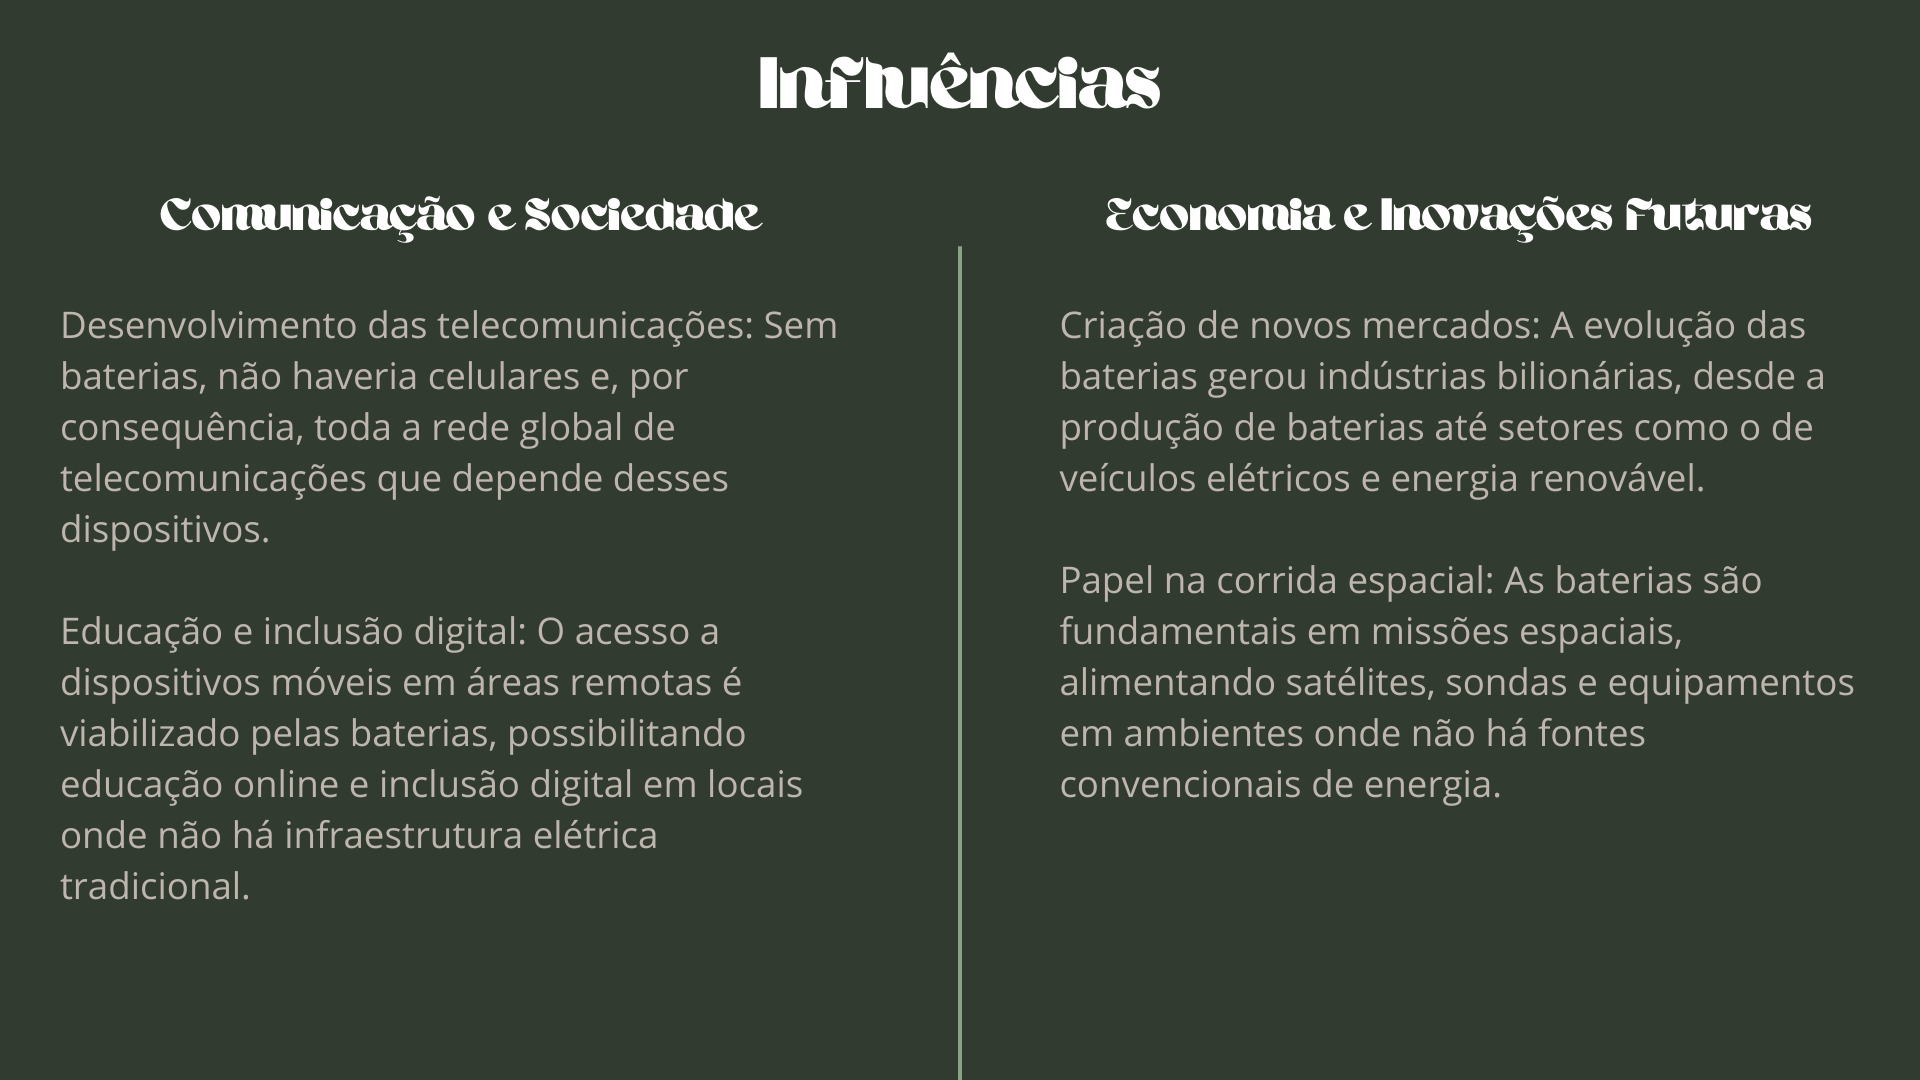 Influências
Comunicação e Sociedade
Desenvolvimento das telecomunicações: Sem
baterias, não haveria celulares e, por
consequência, toda a rede global de
telecomunicações que depende desses
dispositivos.
Educação e inclusão digital: O acesso a
dispositivos móveis em áreas remotas é
viabilizado pelas baterias, possibilitando
educação online e inclusão digital em locais
onde não há infraestrutura elétrica
tradicional.
Economia e Inovações Futuras
Criação de novos mercados: A evolução das
baterias gerou indústrias bilionárias, desde a
produção de baterias até setores como o de
veículos elétricos e energia renovável.
Papel na corrida espacial: As baterias são
fundamentais em missões espaciais,
alimentando satélites, sondas e equipamentos
em ambientes onde não há fontes
convencionais de energia.